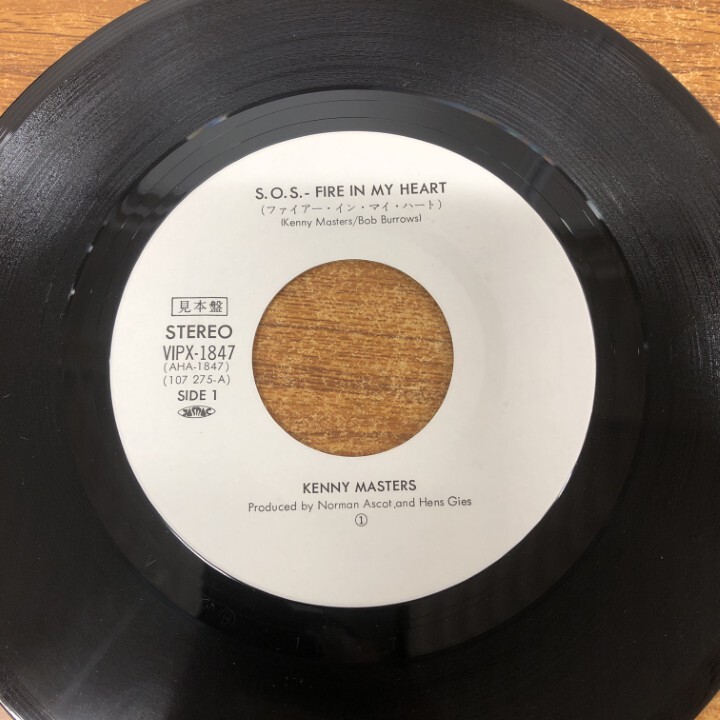 S.O.S.- FIRE IN MY HEART
(ファイアー・イン・マイ・ハート)
(Kenny Masters/Bob Burrows)
見本盤
STEREO
VIPX-1847
(AHA-1847)
(107 275-A)
SIDE 1
JASRAC
KENNY MASTERS
Produced by Norman Ascot,and Hens Gies
①